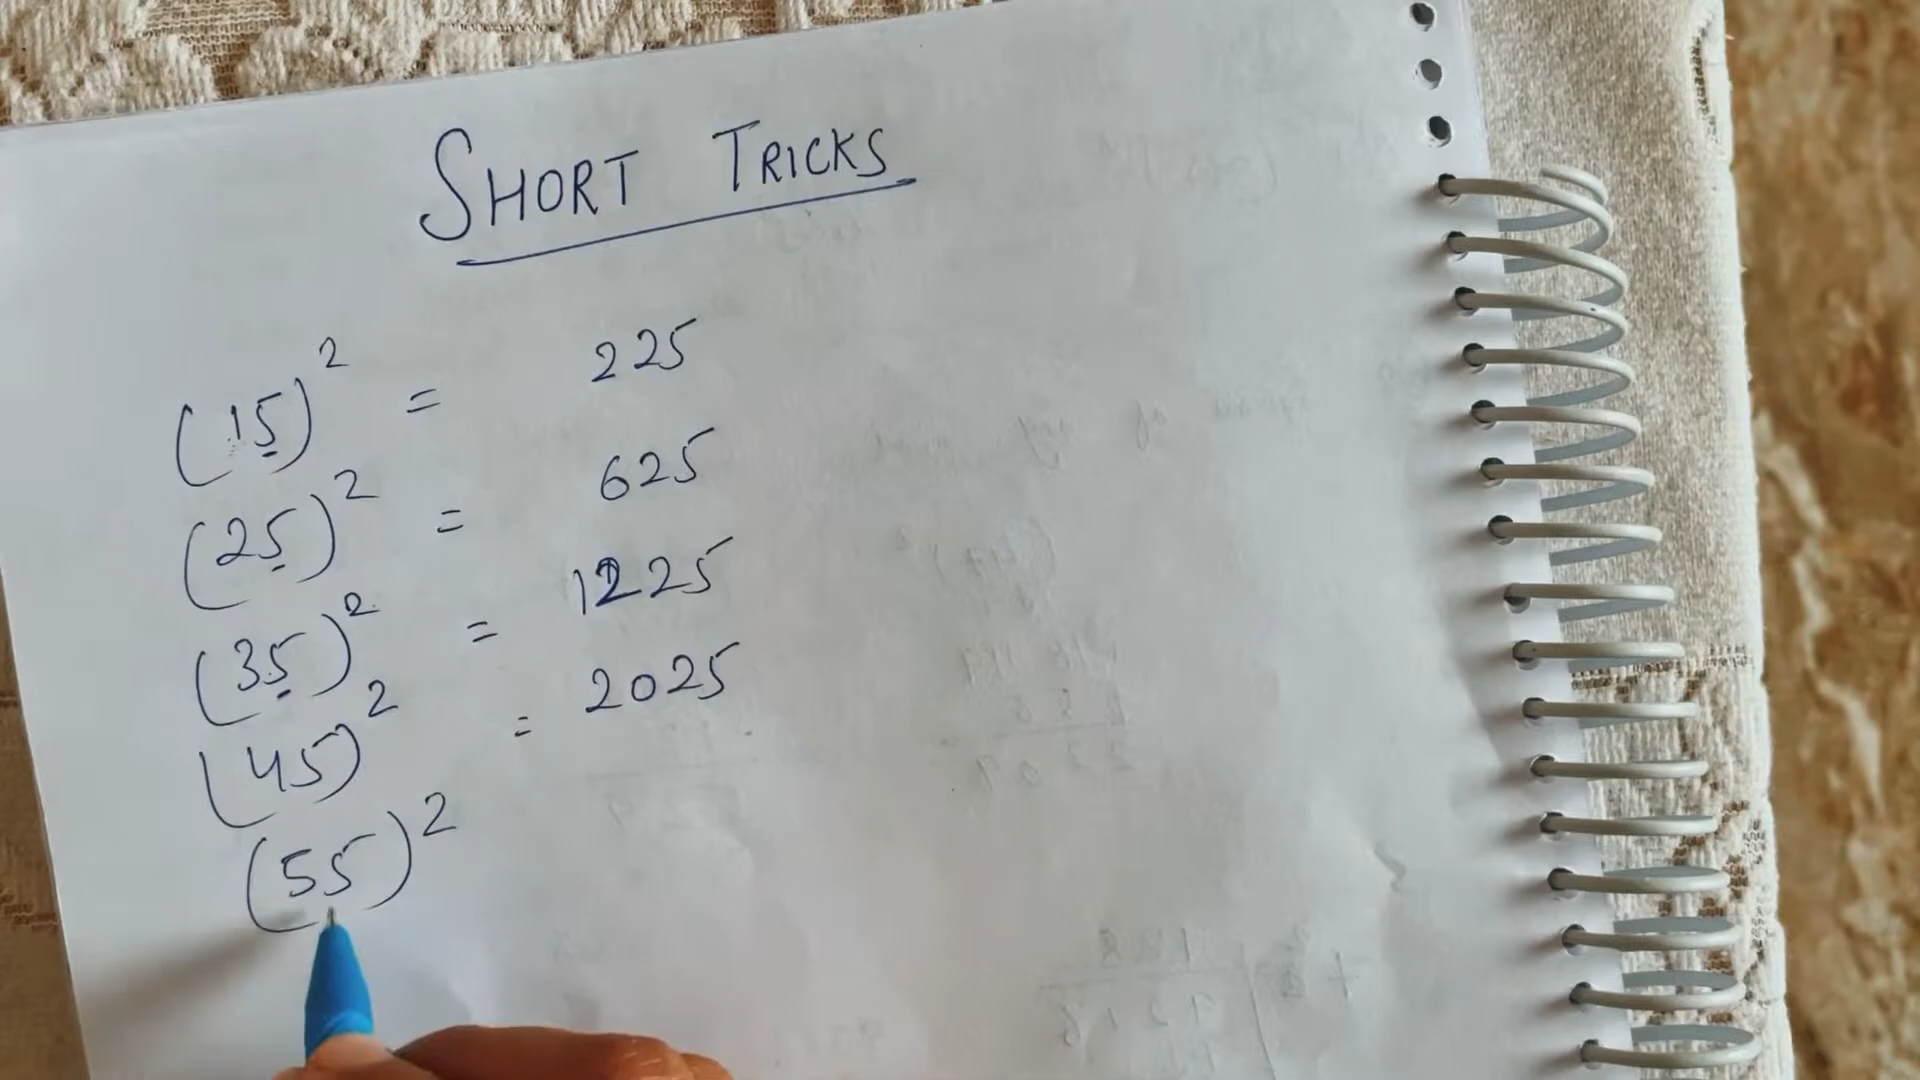 SHORT TRICKS
(15)² = 225
(25)² = 625
(35)² = 1225
(45)² = 2025
(55)²